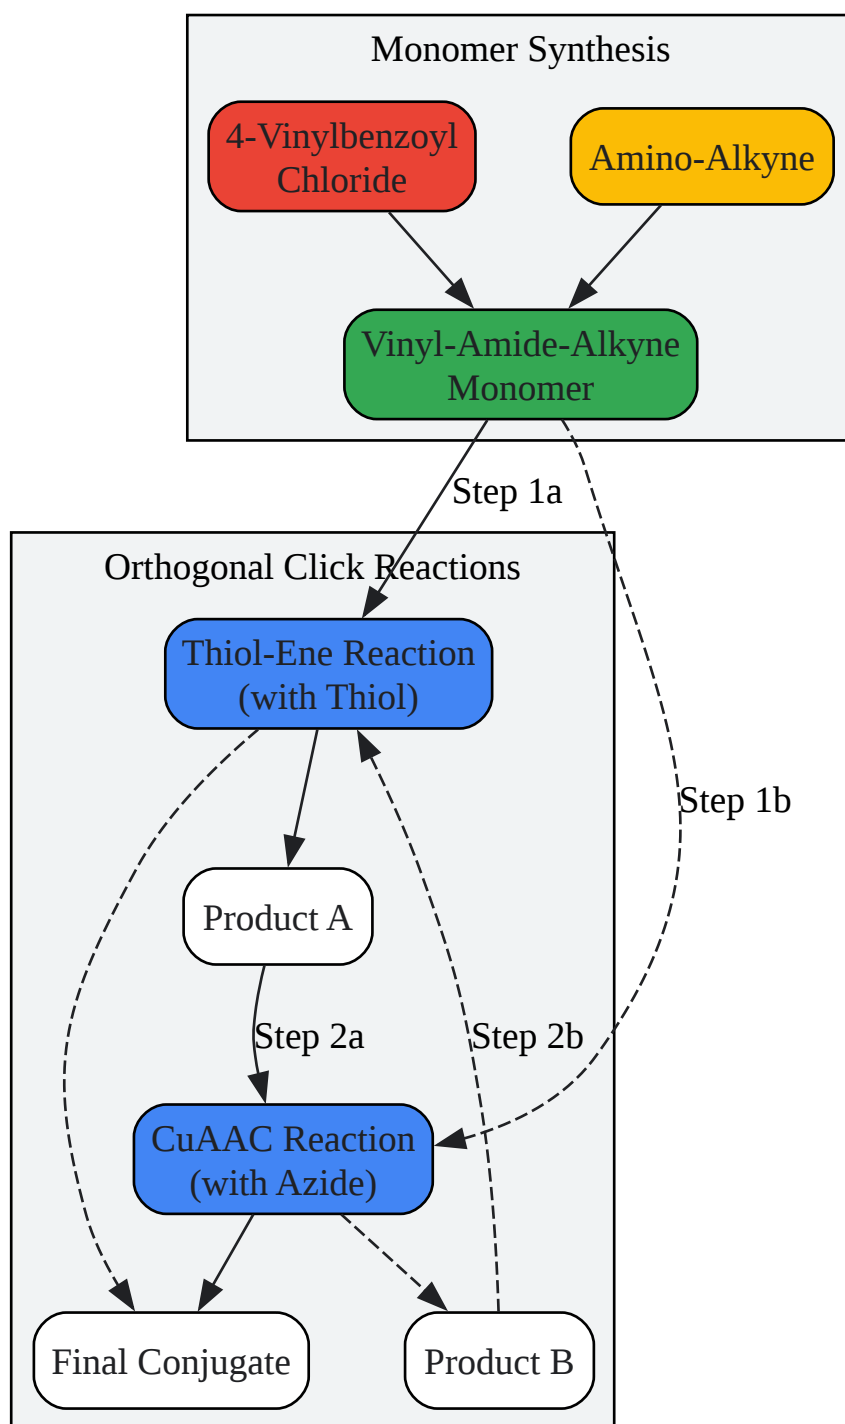 Monomer Synthesis
4-Vinylbenzoyl
Chloride
Amino-Alkyne
Vinyl-Amide-Alkyne
Monomer
Step 1a
Orthogonal Click Reactions
Thiol-Ene Reaction
(with Thiol)
Step 1b
Product A
Step 2a
Step 2b
CuAAC Reaction
(with Azide)
Final Conjugate
Product B